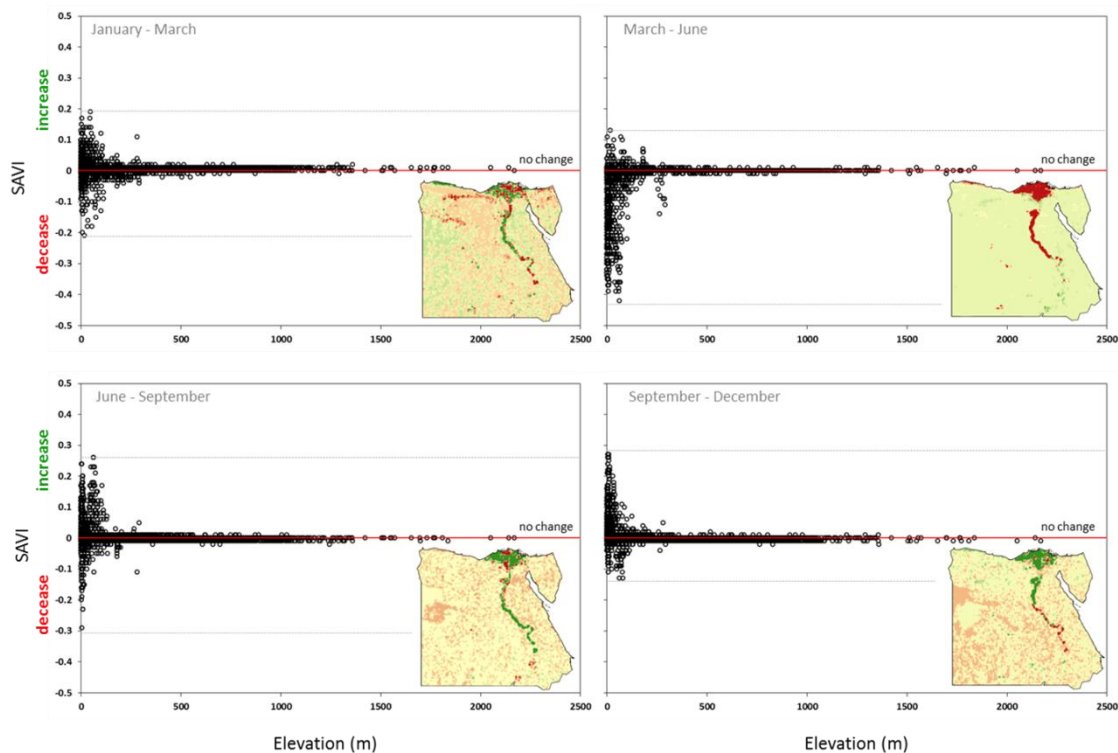 January - March
0.5
0.4
0.3
0.2
0.1
0
-0.1
-0.2
-0.3
-0.4
-0.5
increase
SAVI
decease
no change
0 500 1000 1500 2000 2500
March - June
no change
0 500 1000 1500 2000 2500
June - September
0.5
0.4
0.3
0.2
0.1
0
-0.1
-0.2
-0.3
-0.4
-0.5
increase
SAVI
decease
no change
0 500 1000 1500 2000 2500
Elevation (m)
September - December
no change
0 500 1000 1500 2000 2500
Elevation (m)